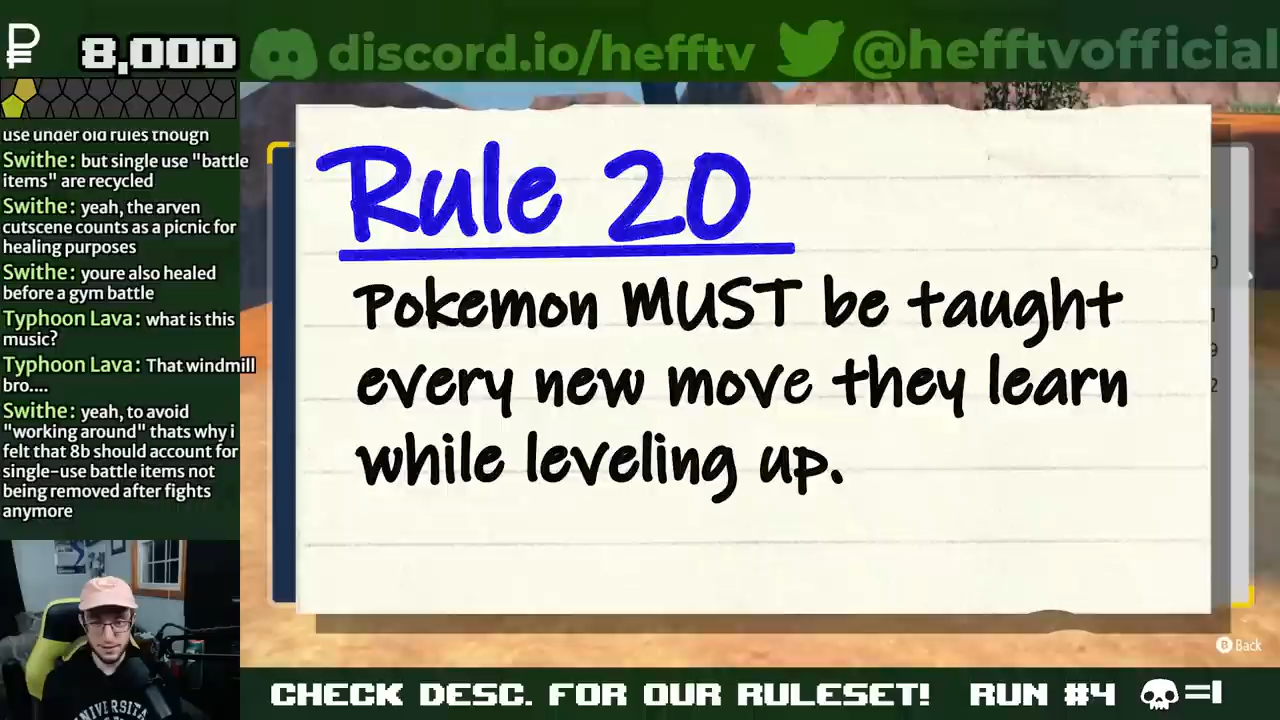 ₽ 8,000
discord.io/hefftv @hefftvofficial
use under old rules though
Swithe: but single use "battle
items" are recycled
Swithe: yeah, the arven
cutscene counts as a picnic for
healing purposes
Swithe: youre also healed
before a gym battle
Typhoon Lava: what is this
music?
Typhoon Lava: That windmill
bro....
Swithe: yeah, to avoid
"working around" thats why i
felt that 8b should account for
single-use battle items not
being removed after fights
anymore
Rule 20
Pokemon MUST be taught
every new move they learn
while leveling up.
0
1
9
2
B Back
CHECK DESC. FOR OUR RULESET! RUN #4 =1